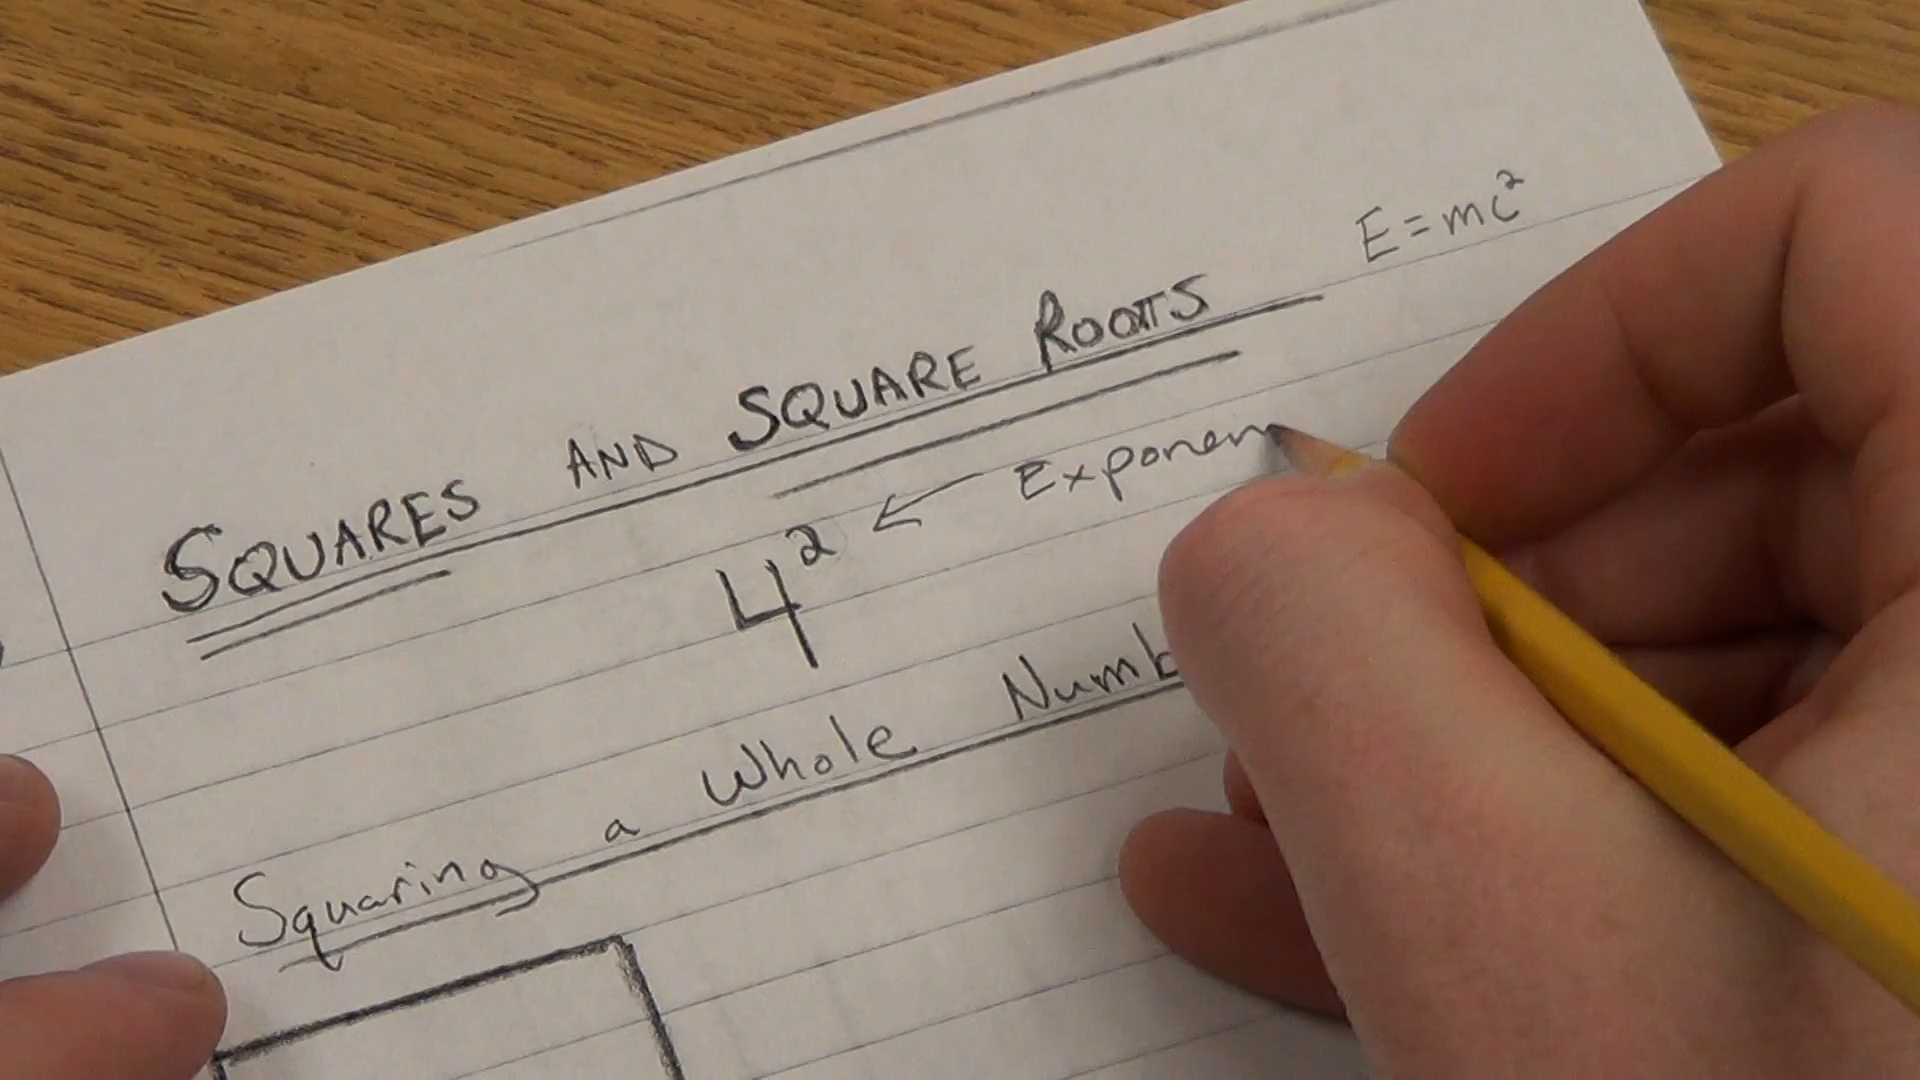 E=mc²
SQUARES AND SQUARE ROOTS
4² ← Exponen
Squaring a Whole Numb